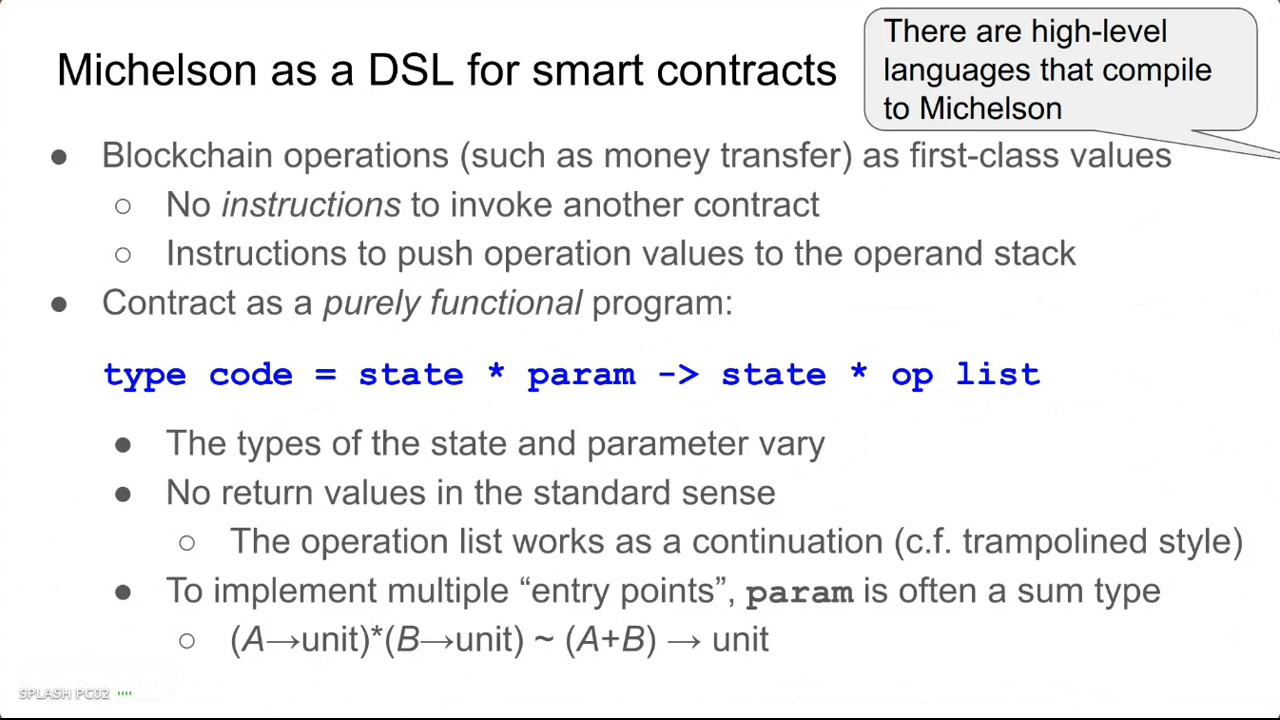 Michelson as a DSL for smart contracts
There are high-level
languages that compile
to Michelson
● Blockchain operations (such as money transfer) as first-class values
○ No instructions to invoke another contract
○ Instructions to push operation values to the operand stack
● Contract as a purely functional program:
type code = state * param -> state * op list
● The types of the state and parameter vary
● No return values in the standard sense
○ The operation list works as a continuation (c.f. trampolined style)
● To implement multiple “entry points”, param is often a sum type
○ (A→unit)*(B→unit) ~ (A+B) → unit
SPLASH PC02